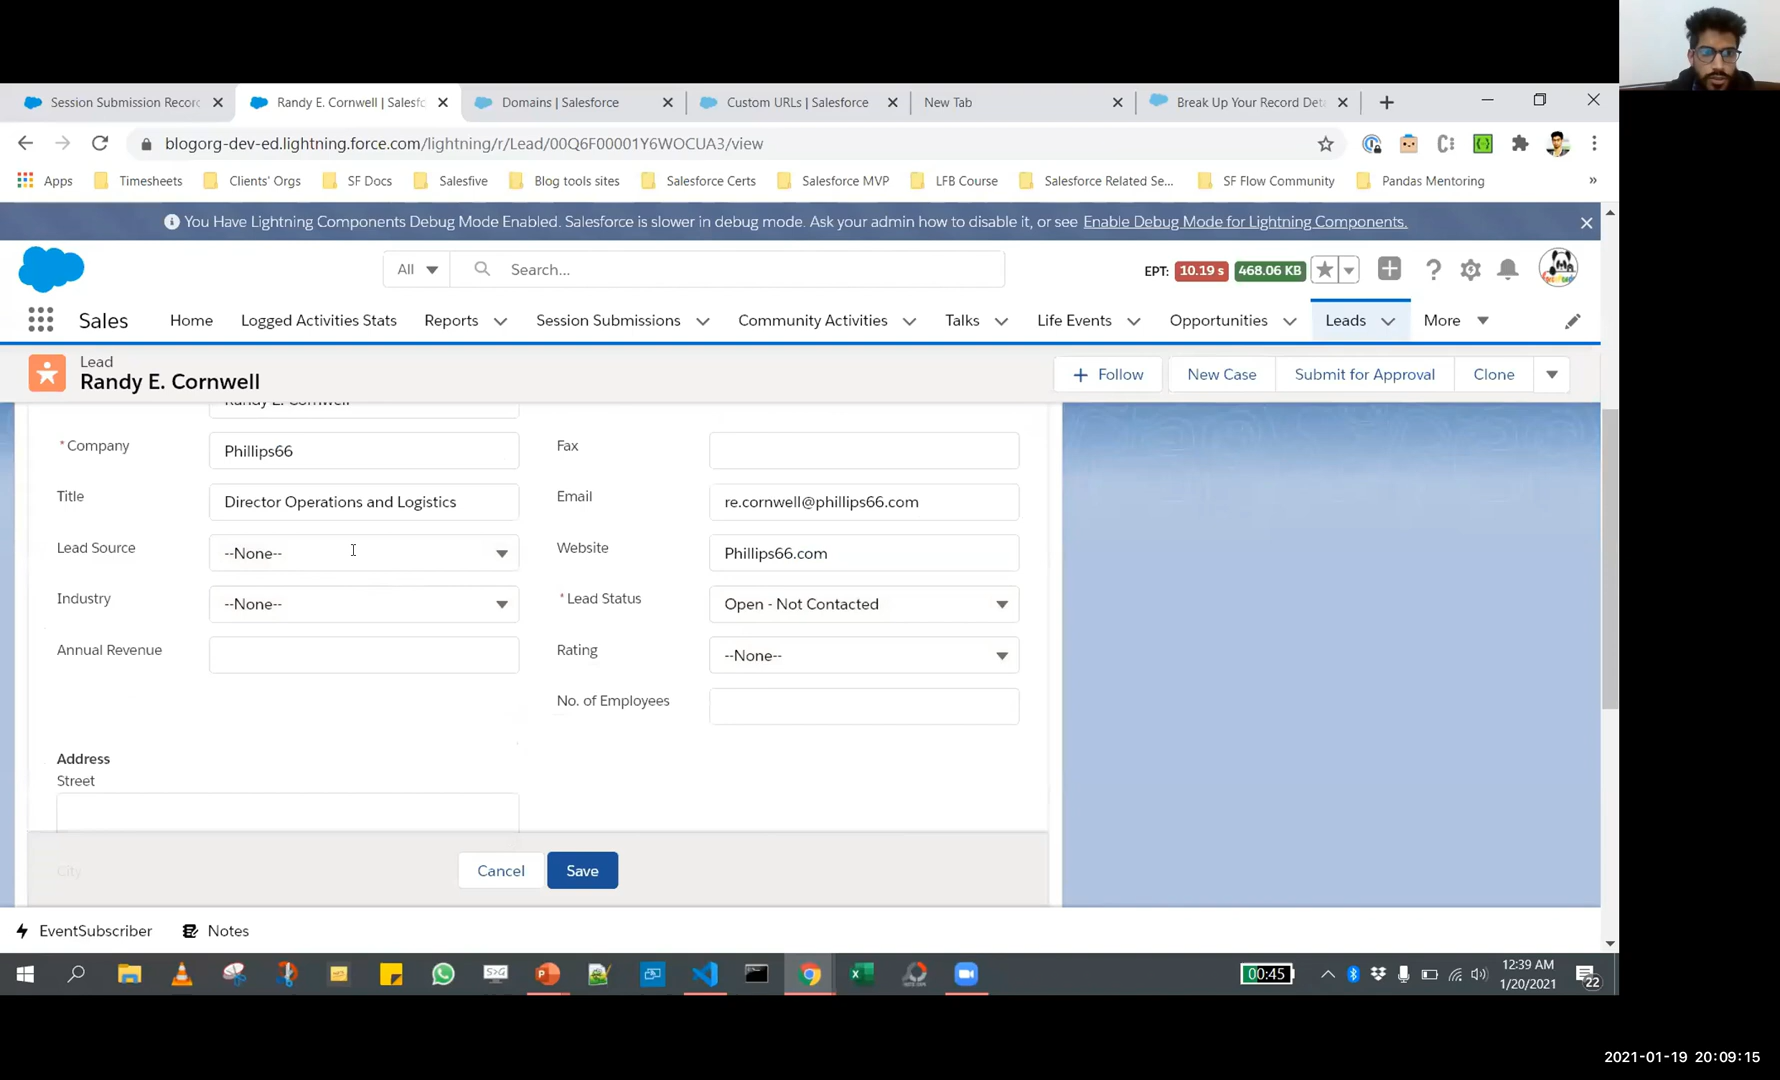 Session Submission Recor
Randy E. Cornwell | Salesfc
Domains | Salesforce
Custom URLs | Salesforce
New Tab
Break Up Your Record Det
blogorg-dev-ed.lightning.force.com/lightning/r/Lead/00Q6F00001Y6WOCUA3/view
Apps
Timesheets
Clients' Orgs
SF Docs
Salesfive
Blog tools sites
Salesforce Certs
Salesforce MVP
LFB Course
Salesforce Related Se...
SF Flow Community
Pandas Mentoring
»
You Have Lightning Components Debug Mode Enabled. Salesforce is slower in debug mode. Ask your admin how to disable it, or see Enable Debug Mode for Lightning Components.
All
Search...
EPT: 10.19 s 468.06 KB
Sales
Home
Logged Activities Stats
Reports
Session Submissions
Community Activities
Talks
Life Events
Opportunities
Leads
More
Lead
Randy E. Cornwell
Follow
New Case
Submit for Approval
Clone
Randy E. Cornwell
*Company
Phillips66
Fax
Title
Director Operations and Logistics
Email
re.cornwell@phillips66.com
Lead Source
--None--
Website
Phillips66.com
Industry
--None--
*Lead Status
Open - Not Contacted
Annual Revenue
Rating
--None--
No. of Employees
Address
Street
City
Cancel
Save
EventSubscriber
Notes
00:45
12:39 AM
1/20/2021
22
2021-01-19 20:09:15